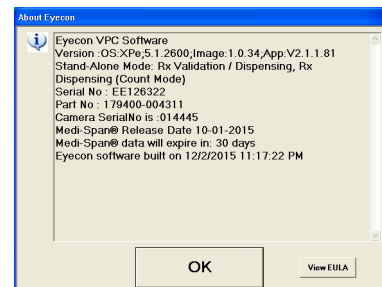 About Eyecon
Eyecon VPC Software
Version :OS:XPe;5.1.2600;Image:1.0.34;App:V2.1.1.81
Stand-Alone Mode: Rx Validation / Dispensing, Rx
Dispensing (Count Mode)
Serial No : EE126322
Part No : 179400-004311
Camera SerialNo is :014445
Medi-Span® Release Date 10-01-2015
Medi-Span® data will expire in: 30 days
Eyecon software built on 12/2/2015 11:17:22 PM
OK
View EULA